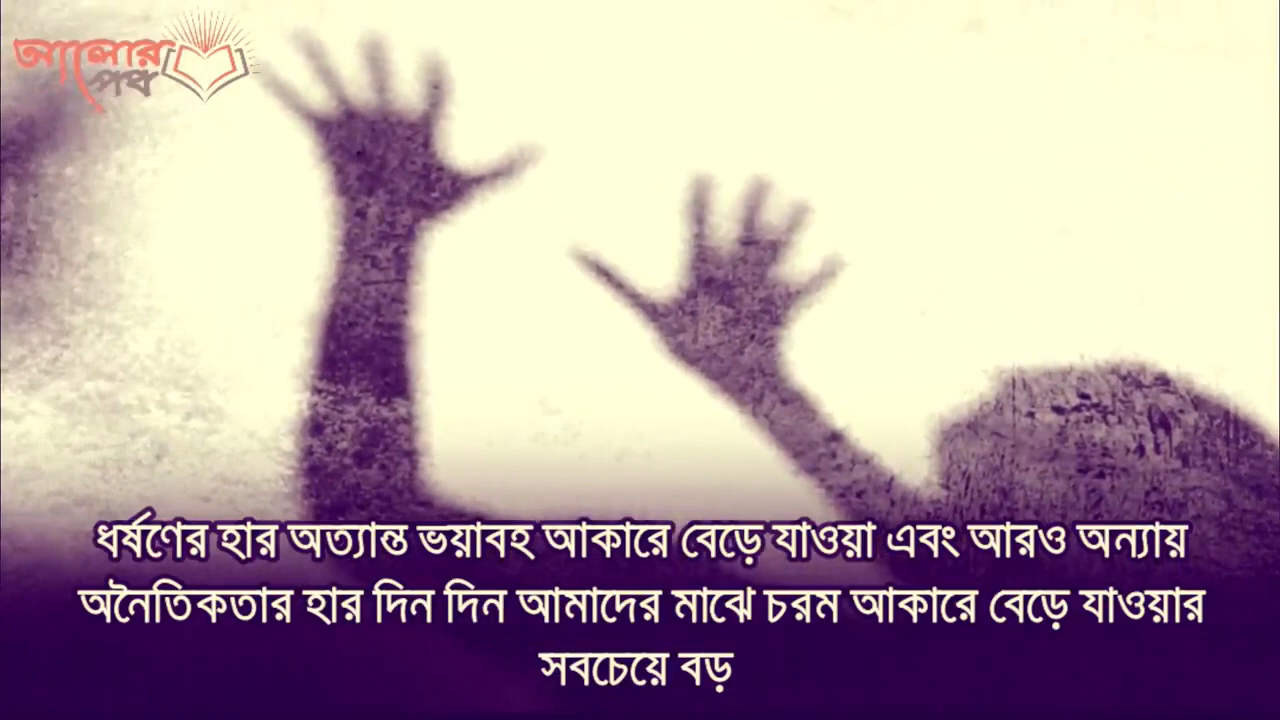 আলোর
পথ
ধর্ষণের হার অত্যান্ত ভয়াবহ আকারে বেড়ে যাওয়া এবং আরও অন্যায়
অনৈতিকতার হার দিন দিন আমাদের মাঝে চরম আকারে বেড়ে যাওয়ার
সবচেয়ে বড়